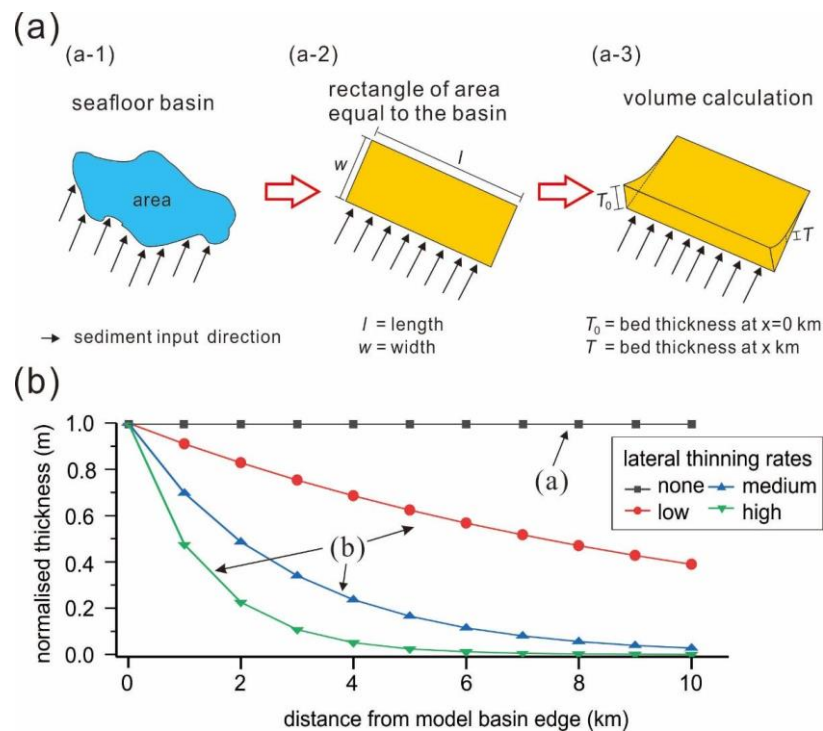 (a)
(a-1)
(a-2)
(a-3)
seafloor basin
rectangle of area
equal to the basin
volume calculation
area
w
l
T0
T
→ sediment input direction
l = length
w = width
T0 = bed thickness at x=0 km
T = bed thickness at x km
(b)
normalised thickness (m)
1.0
0.8
0.6
0.4
0.2
0.0
(a)
(b)
lateral thinning rates
none
medium
low
high
0
2
4
6
8
10
distance from model basin edge (km)